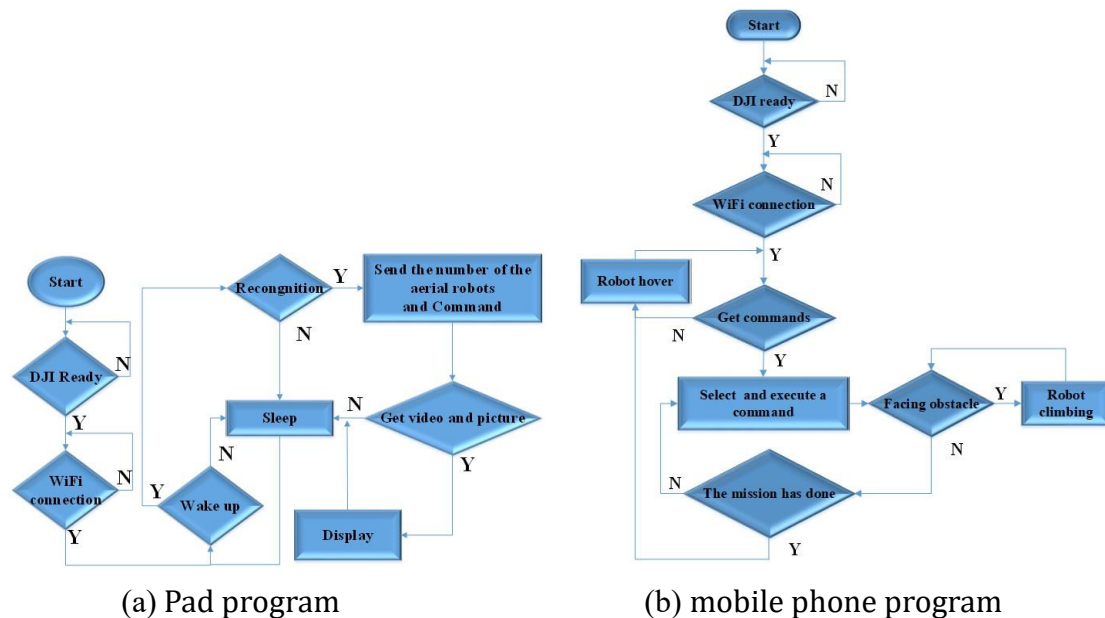 Start
DJI Ready
N
Y
WiFi
connection
N
Y
Wake up
Y
N
Recongnition
Y
N
Send the number of the
aerial robots
and Command
Sleep
N
Get video and picture
Y
Display
(a) Pad program
Start
DJI ready
N
Y
WiFi connection
N
Y
Robot hover
Get commands
N
Y
Select and execute a
command
Facing obstacle
Y
Robot
climbing
N
The mission has done
N
Y
(b) mobile phone program